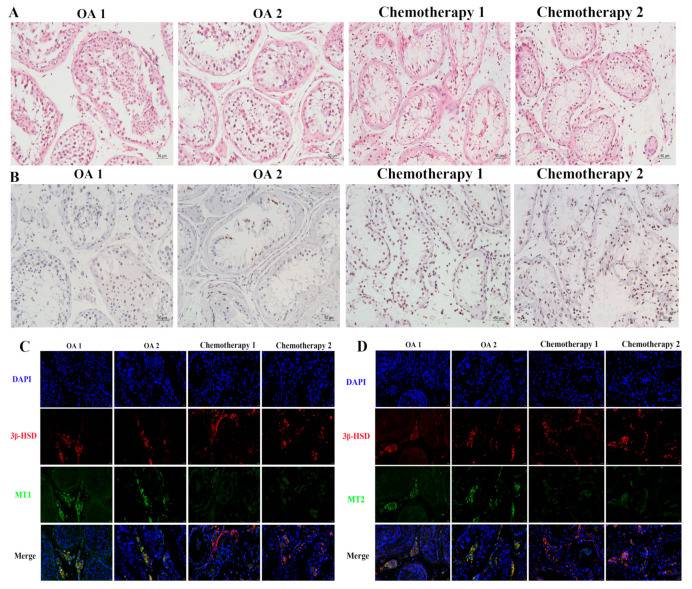 A
OA 1
OA 2
Chemotherapy 1
Chemotherapy 2
B
OA 1
OA 2
Chemotherapy 1
Chemotherapy 2
C
OA 1
OA 2
Chemotherapy 1
Chemotherapy 2
DAPI
3β-HSD
MT1
Merge
D
OA 1
OA 2
Chemotherapy 1
Chemotherapy 2
DAPI
3β-HSD
MT2
Merge